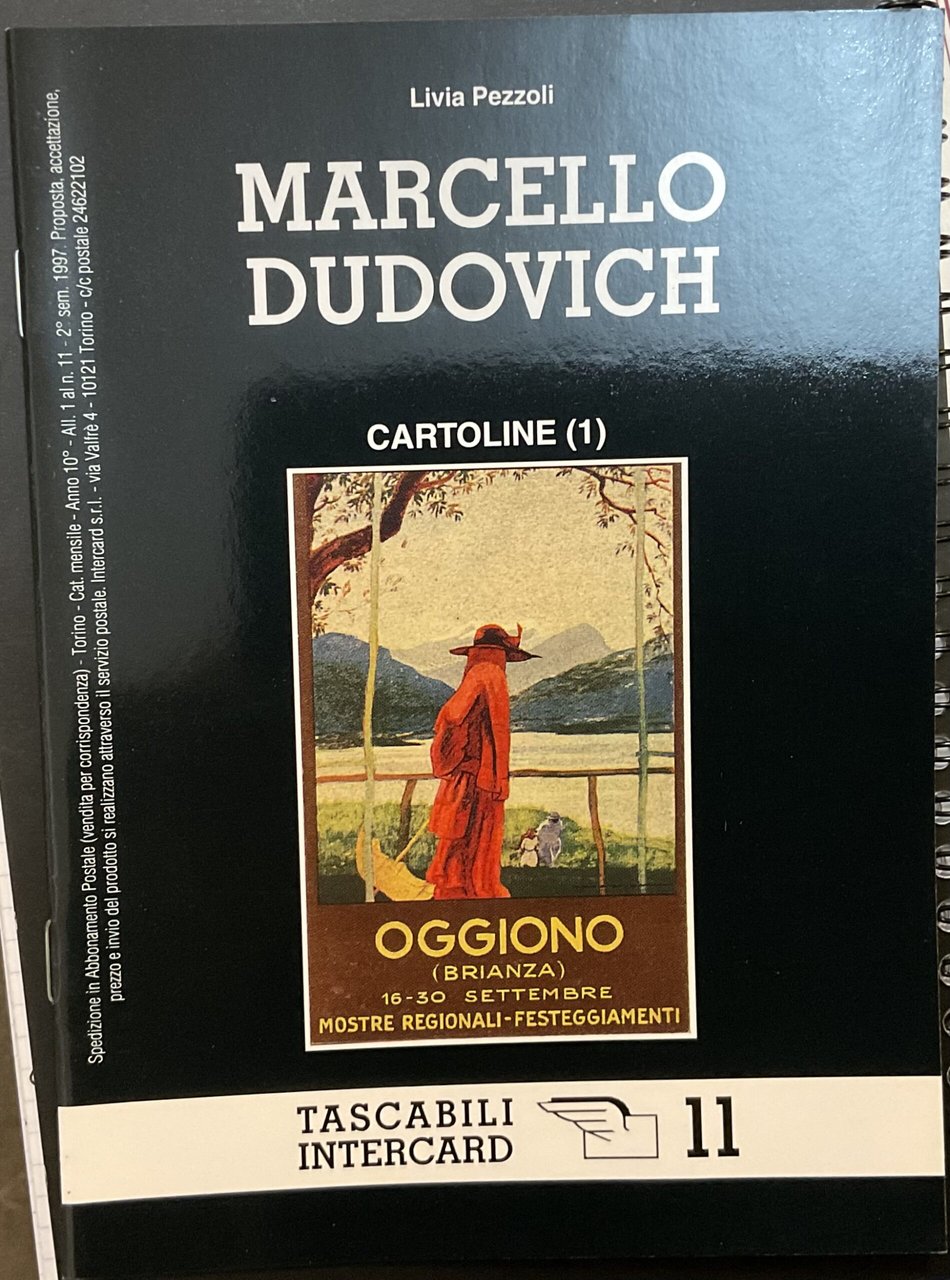 Livia Pezzoli
MARCELLO
DUDOVICH
CARTOLINE (1)
OGGIONO
(BRIANZA)
16-30 SETTEMBRE
MOSTRE REGIONALI-FESTEGGIAMENTI
TASCABILI
INTERCARD
11
Spedizione in Abbonamento Postale (vendita per corrispondenza) - Torino - Cat. mensile - Anno 10° - All. 1 al n. 11 - 2° sem. 1997. Proposta, accettazione,
prezzo e invio del prodotto si realizzano attraverso il servizio postale. Intercard s.r.l. - via Valfrè 4 - 10121 Torino - c/c postale 24622102